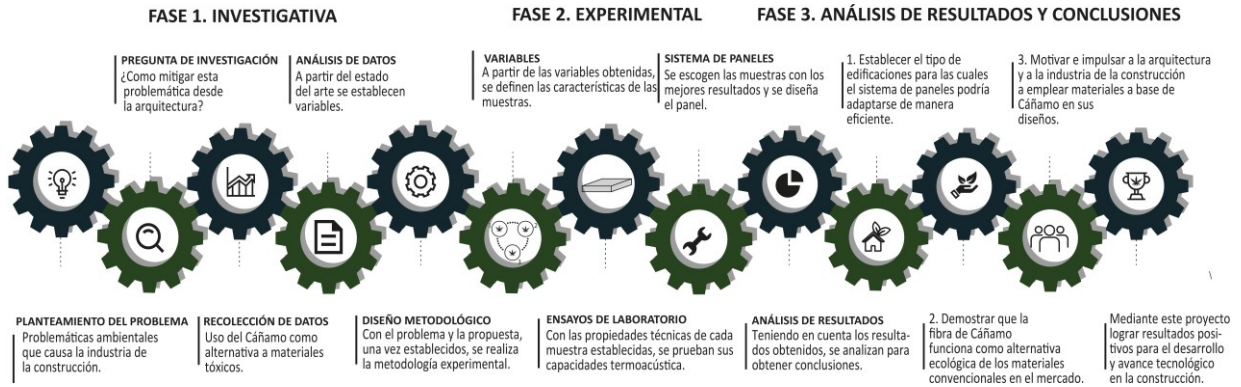 FASE 1. INVESTIGATIVA
FASE 2. EXPERIMENTAL
FASE 3. ANÁLISIS DE RESULTADOS Y CONCLUSIONES
PREGUNTA DE INVESTIGACIÓN
¿Como mitigar esta
problemática desde
la arquitectura?
ANÁLISIS DE DATOS
A partir del estado
del arte se establecen
variables.
VARIABLES
A partir de las variables obtenidas,
se definen las características de las
muestras.
SISTEMA DE PANELES
Se escogen las muestras con los
mejores resultados y se diseña
el panel.
1. Establecer el tipo de
edificaciones para las cuales
el sistema de paneles podría
adaptarse de manera
eficiente.
3. Motivar e impulsar a la arquitectura
y a la industria de la construcción
a emplear materiales a base de
Cáñamo en sus
diseños.
PLANTEAMIENTO DEL PROBLEMA
Problemáticas ambientales
que causa la industria de
la construcción.
RECOLECCIÓN DE DATOS
Uso del Cáñamo como
alternativa a materiales
tóxicos.
DISEÑO METODOLÓGICO
Con el problema y la propuesta,
una vez establecidos, se realiza
la metodología experimental.
ENSAYOS DE LABORATORIO
Con las propiedades técnicas de cada
muestra establecidas, se prueban sus
capacidades termoacústica.
ANÁLISIS DE RESULTADOS
Teniendo en cuenta los resulta-
dos obtenidos, se analizan para
obtener conclusiones.
2. Demostrar que la
fibra de Cáñamo
funciona como alternativa
ecológica de los materiales
convencionales en el mercado.
Mediante este proyecto
lograr resultados posi-
tivos para el desarrollo
y avance tecnológico
en la construcción.